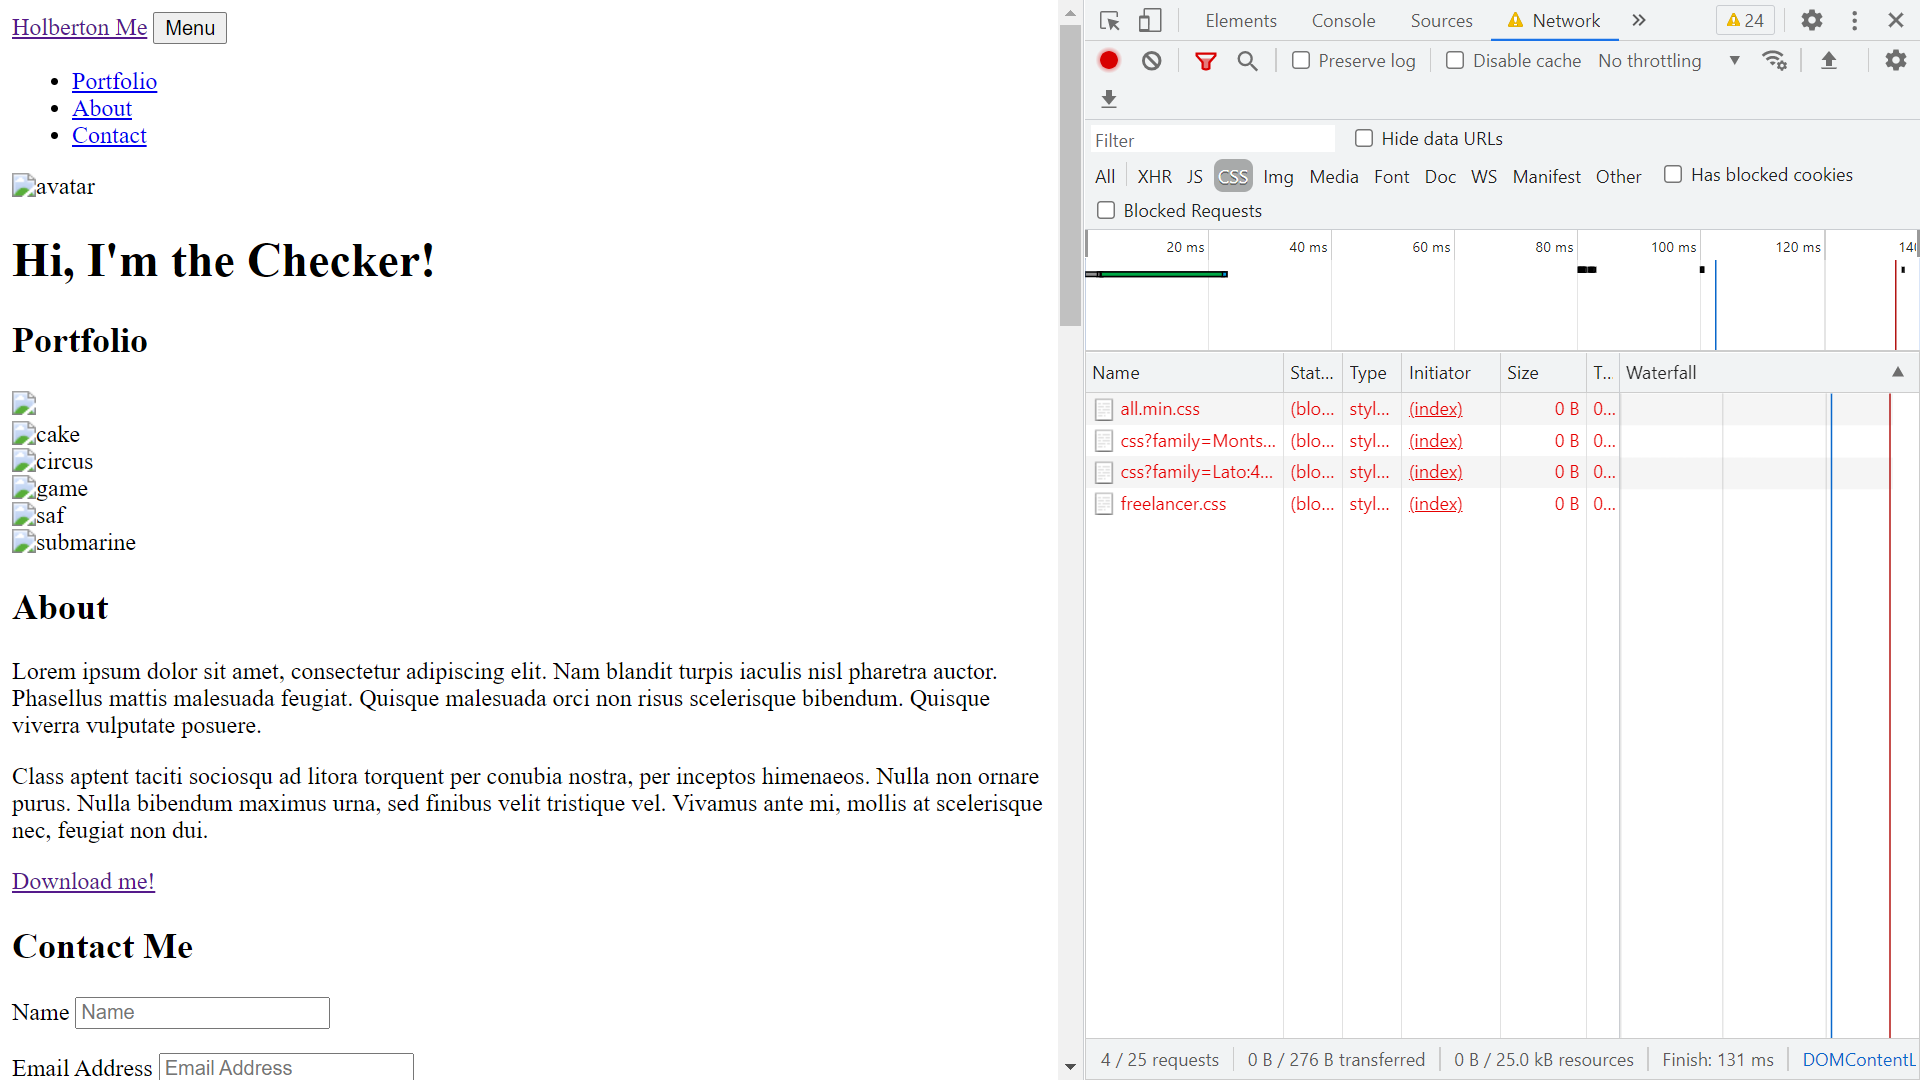 Holberton Me Menu
Portfolio
About
Contact
avatar
Hi, I'm the Checker!
Portfolio
cake
circus
game
saf
submarine
About
Lorem ipsum dolor sit amet, consectetur adipiscing elit. Nam blandit turpis iaculis nisl pharetra auctor.
Phasellus mattis malesuada feugiat. Quisque malesuada orci non risus scelerisque bibendum. Quisque
viverra vulputate posuere.
Class aptent taciti sociosqu ad litora torquent per conubia nostra, per inceptos himenaeos. Nulla non ornare
purus. Nulla bibendum maximus urna, sed finibus velit tristique vel. Vivamus ante mi, mollis at scelerisque
nec, feugiat non dui.
Download me!
Contact Me
Name Name
Email Address Email Address
Elements Console Sources Network 24
Preserve log Disable cache No throttling
Filter Hide data URLs
All XHR JS CSS Img Media Font Doc WS Manifest Other Has blocked cookies
Blocked Requests
20 ms 40 ms 60 ms 80 ms 100 ms 120 ms 140
Name Stat... Type Initiator Size T... Waterfall
all.min.css (blo... styl... (index) 0 B 0...
css?family=Monts... (blo... styl... (index) 0 B 0...
css?family=Lato:4... (blo... styl... (index) 0 B 0...
freelancer.css (blo... styl... (index) 0 B 0...
4 / 25 requests 0 B / 276 B transferred 0 B / 25.0 kB resources Finish: 131 ms DOMContentL